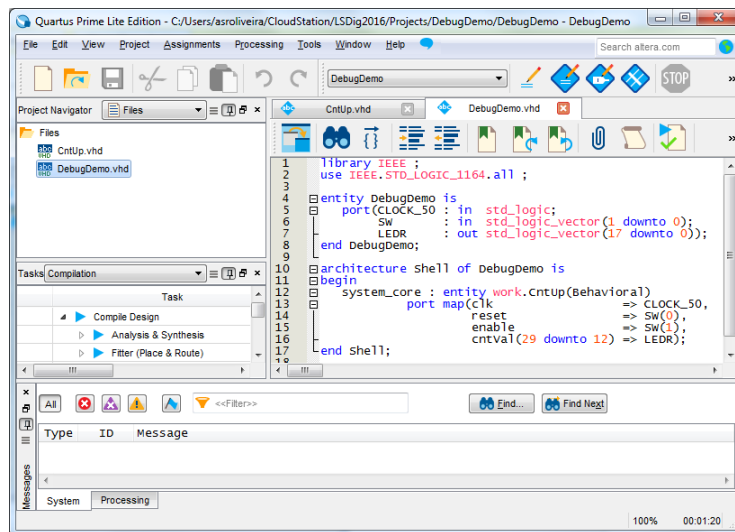 Quartus Prime Lite Edition - C:/Users/asroliveira/CloudStation/LSDig2016/Projects/DebugDemo/DebugDemo - DebugDemo
File Edit View Project Assignments Processing Tools Window Help Search altera.com
DebugDemo STOP »
Project Navigator Files
CntUp.vhd DebugDemo.vhd
Files
abc VHD CntUp.vhd
abc VHD DebugDemo.vhd
»
1 library IEEE ;
2 use IEEE.STD_LOGIC_1164.all ;
3
4 entity DebugDemo is
5 port(CLOCK_50 : in std_logic;
6 SW : in std_logic_vector(1 downto 0);
7 LEDR : out std_logic_vector(17 downto 0));
8 end DebugDemo;
9
10 architecture Shell of DebugDemo is
11 begin
12 system_core : entity work.CntUp(Behavioral)
13 port map(clk => CLOCK_50,
14 reset => SW(0),
15 enable => SW(1),
16 cntVal(29 downto 12) => LEDR);
17 end Shell;
18
Tasks Compilation
Task
Compile Design
Analysis & Synthesis
Fitter (Place & Route)
All <<Filter>> Find... Find Next
Type ID Message
Messages
System Processing
100% 00:01:20